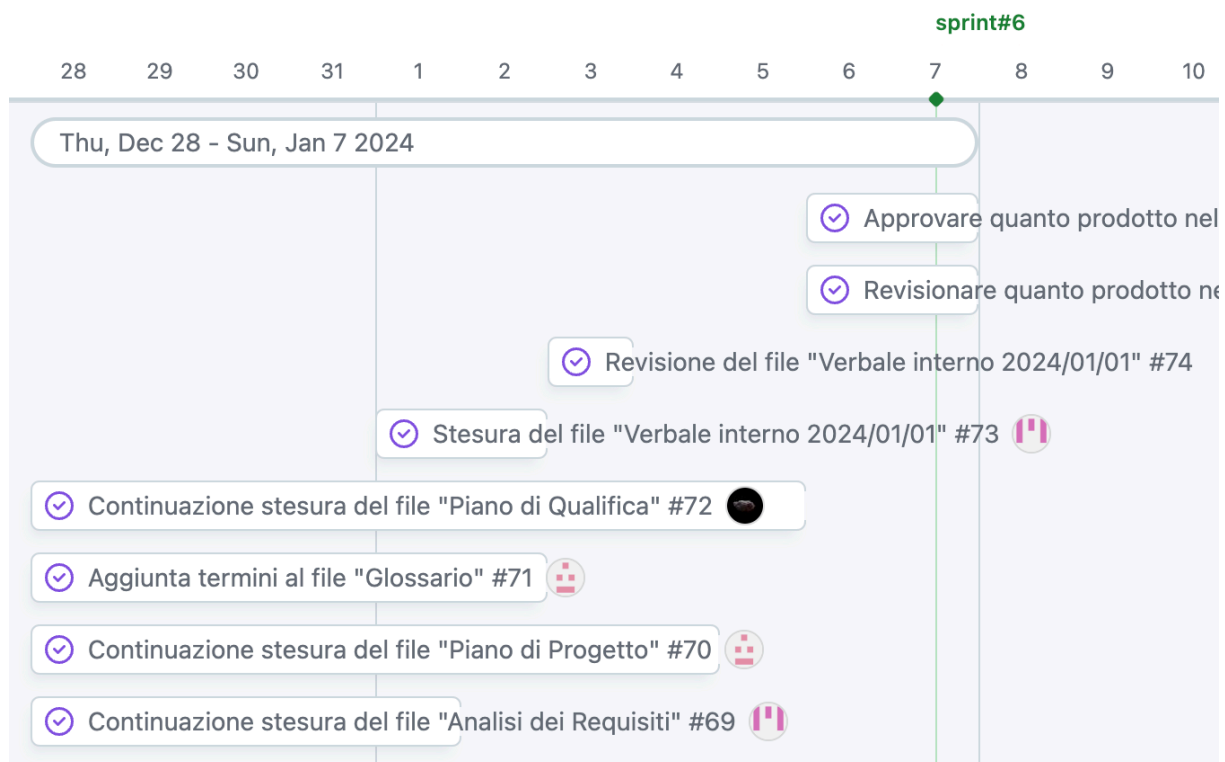 sprint#6
28 29 30 31 1 2 3 4 5 6 7 8 9 10
Thu, Dec 28 - Sun, Jan 7 2024
Approvare quanto prodotto nel
Revisionare quanto prodotto
Revisione del file "Verbale interno 2024/01/01" #74
Stesura del file "Verbale interno 2024/01/01" #73
Continuazione stesura del file "Piano di Qualifica" #72
Aggiunta termini al file "Glossario" #71
Continuazione stesura del file "Piano di Progetto" #70
Continuazione stesura del file "Analisi dei Requisiti" #69